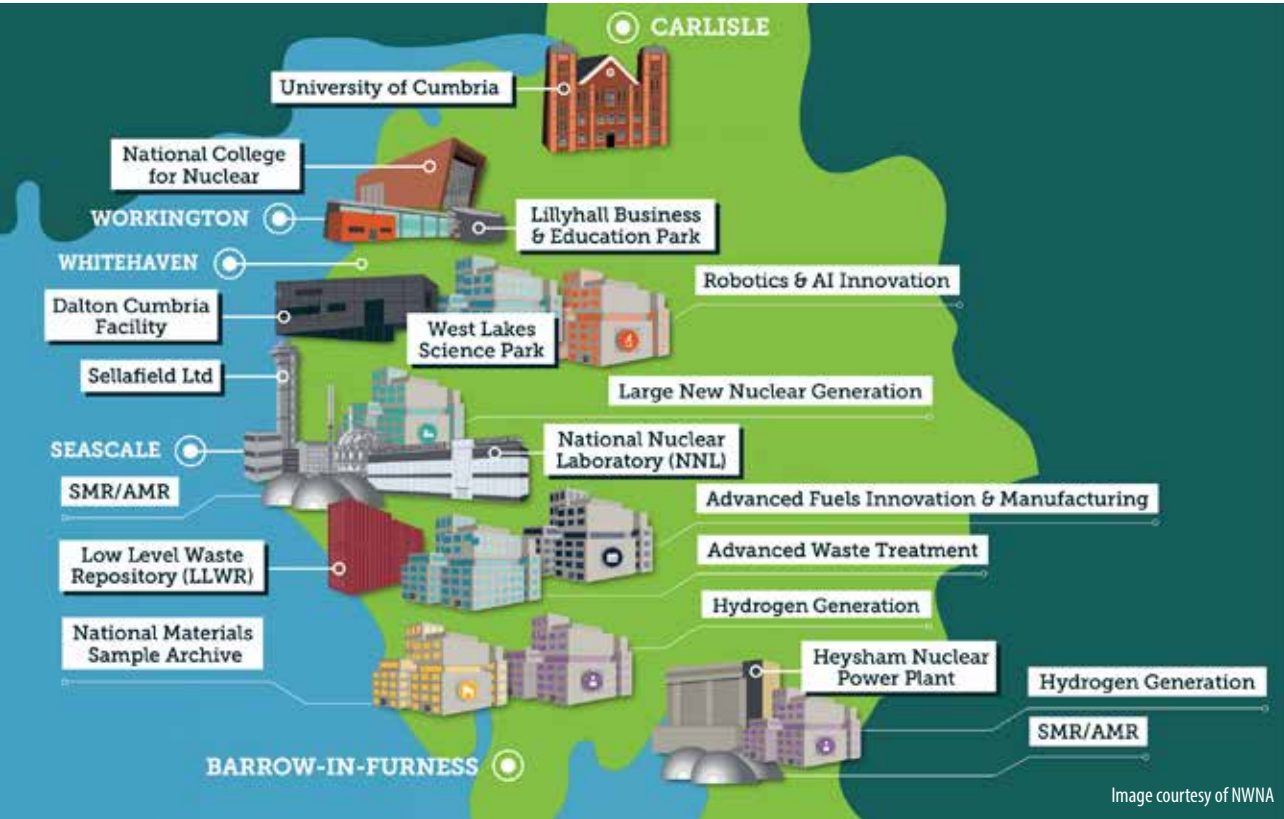 CARLISLE
University of Cumbria
National College
for Nuclear
WORKINGTON
Lillyhall Business
& Education Park
WHITEHAVEN
Robotics & AI Innovation
Dalton Cumbria
Facility
West Lakes
Science Park
Sellafield Ltd
Large New Nuclear Generation
SEASCALE
National Nuclear
Laboratory (NNL)
SMR/AMR
Advanced Fuels Innovation & Manufacturing
Low Level Waste
Repository (LLWR)
Advanced Waste Treatment
Hydrogen Generation
National Materials
Sample Archive
Heysham Nuclear
Power Plant
Hydrogen Generation
SMR/AMR
BARROW-IN-FURNESS
Image courtesy of NWNA